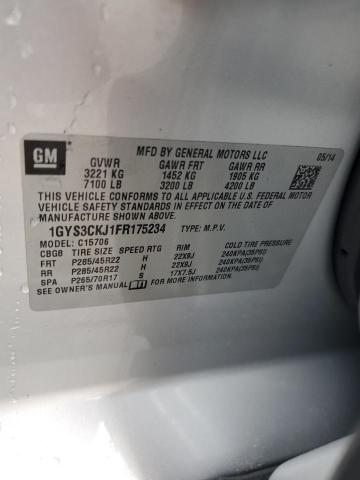 GM
MFD BY GENERAL MOTORS LLC 05/14
GVWR GAWR FRT GAWR RR
3221 KG 1452 KG 1905 KG
7100 LB 3200 LB 4200 LB
THIS VEHICLE CONFORMS TO ALL APPLICABLE U.S. FEDERAL MOTOR
VEHICLE SAFETY STANDARDS IN EFFECT ON THE DATE OF MANUFACTURE
SHOWN ABOVE.
1GYS3CKJ1FR175234 TYPE: M.P.V.
MODEL: C15706
CBGB TIRE SIZE SPEED RTG RIM COLD TIRE PRESSURE
FRT P285/45R22 H 22X9J 240KPA(35PSI)
RR P285/45R22 H 22X9J 240KPA(35PSI)
SPA P265/70R17 S 17X7.5J 240KPA(35PSI)
SEE OWNER'S MANUAL FOR MORE INFORMATION.